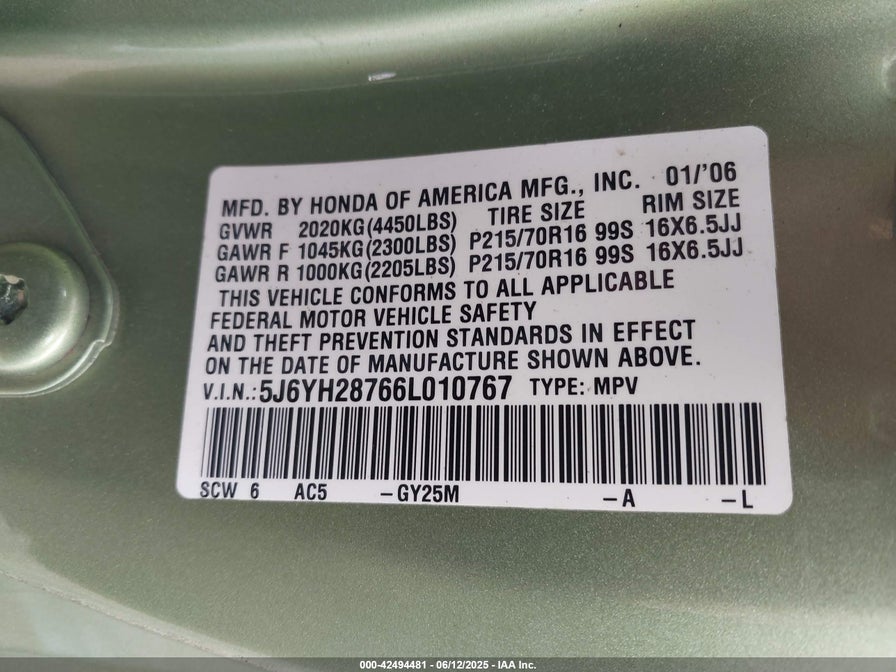 MFD. BY HONDA OF AMERICA MFG., INC. 01/'06
GVWR 2020KG(4450LBS) TIRE SIZE RIM SIZE
GAWR F 1045KG(2300LBS) P215/70R16 99S 16X6.5JJ
GAWR R 1000KG(2205LBS) P215/70R16 99S 16X6.5JJ
THIS VEHICLE CONFORMS TO ALL APPLICABLE
FEDERAL MOTOR VEHICLE SAFETY
AND THEFT PREVENTION STANDARDS IN EFFECT
ON THE DATE OF MANUFACTURE SHOWN ABOVE.
V.I.N.:5J6YH28766L010767 TYPE: MPV
SCW 6 AC5 -GY25M -A -L
000-42494481 - 06/12/2025 - IAA Inc.